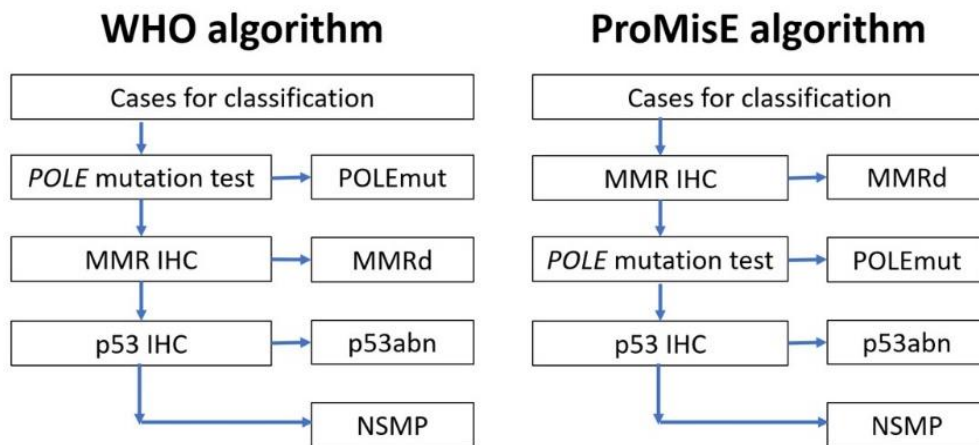 WHO algorithm
Cases for classification
POLE mutation test
POLEmut
MMR IHC
MMRd
p53 IHC
p53abn
NSMP
ProMisE algorithm
Cases for classification
MMR IHC
MMRd
POLE mutation test
POLEmut
p53 IHC
p53abn
NSMP